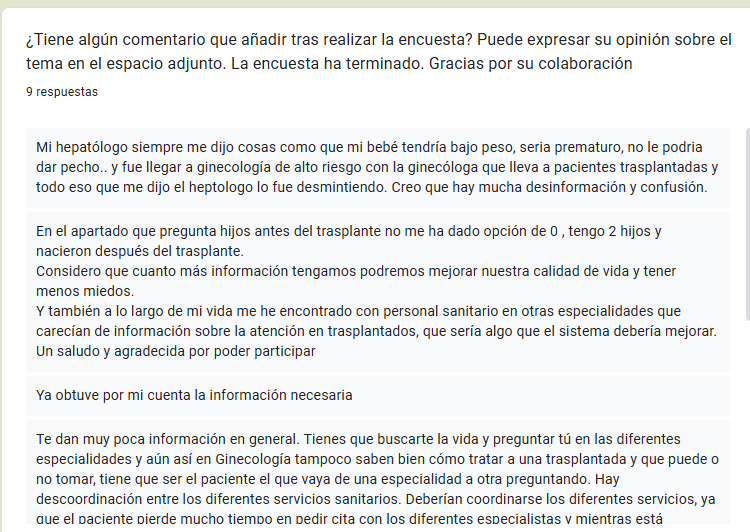 ¿Tiene algún comentario que añadir tras realizar la encuesta? Puede expresar su opinión sobre el
tema en el espacio adjunto. La encuesta ha terminado. Gracias por su colaboración
9 respuestas
Mi hepatólogo siempre me dijo cosas como que mi bebé tendría bajo peso, seria prematuro, no le podria
dar pecho.. y fue llegar a ginecología de alto riesgo con la ginecóloga que lleva a pacientes trasplantadas y
todo eso que me dijo el heptologo lo fue desmintiendo. Creo que hay mucha desinformación y confusión.
En el apartado que pregunta hijos antes del trasplante no me ha dado opción de 0 , tengo 2 hijos y
nacieron después del trasplante.
Considero que cuanto más información tengamos podremos mejorar nuestra calidad de vida y tener
menos miedos.
Y también a lo largo de mi vida me he encontrado con personal sanitario en otras especialidades que
carecían de información sobre la atención en trasplantados, que sería algo que el sistema debería mejorar.
Un saludo y agradecida por poder participar
Ya obtuve por mi cuenta la información necesaria
Te dan muy poca información en general. Tienes que buscarte la vida y preguntar tú en las diferentes
especialidades y aún así en Ginecología tampoco saben bien cómo tratar a una trasplantada y que puede o
no tomar, tiene que ser el paciente el que vaya de una especialidad a otra preguntando. Hay
descoordinación entre los diferentes servicios sanitarios. Deberían coordinarse los diferentes servicios, ya
que el paciente pierde mucho tiempo en pedir cita con los diferentes especialistas y mientras está